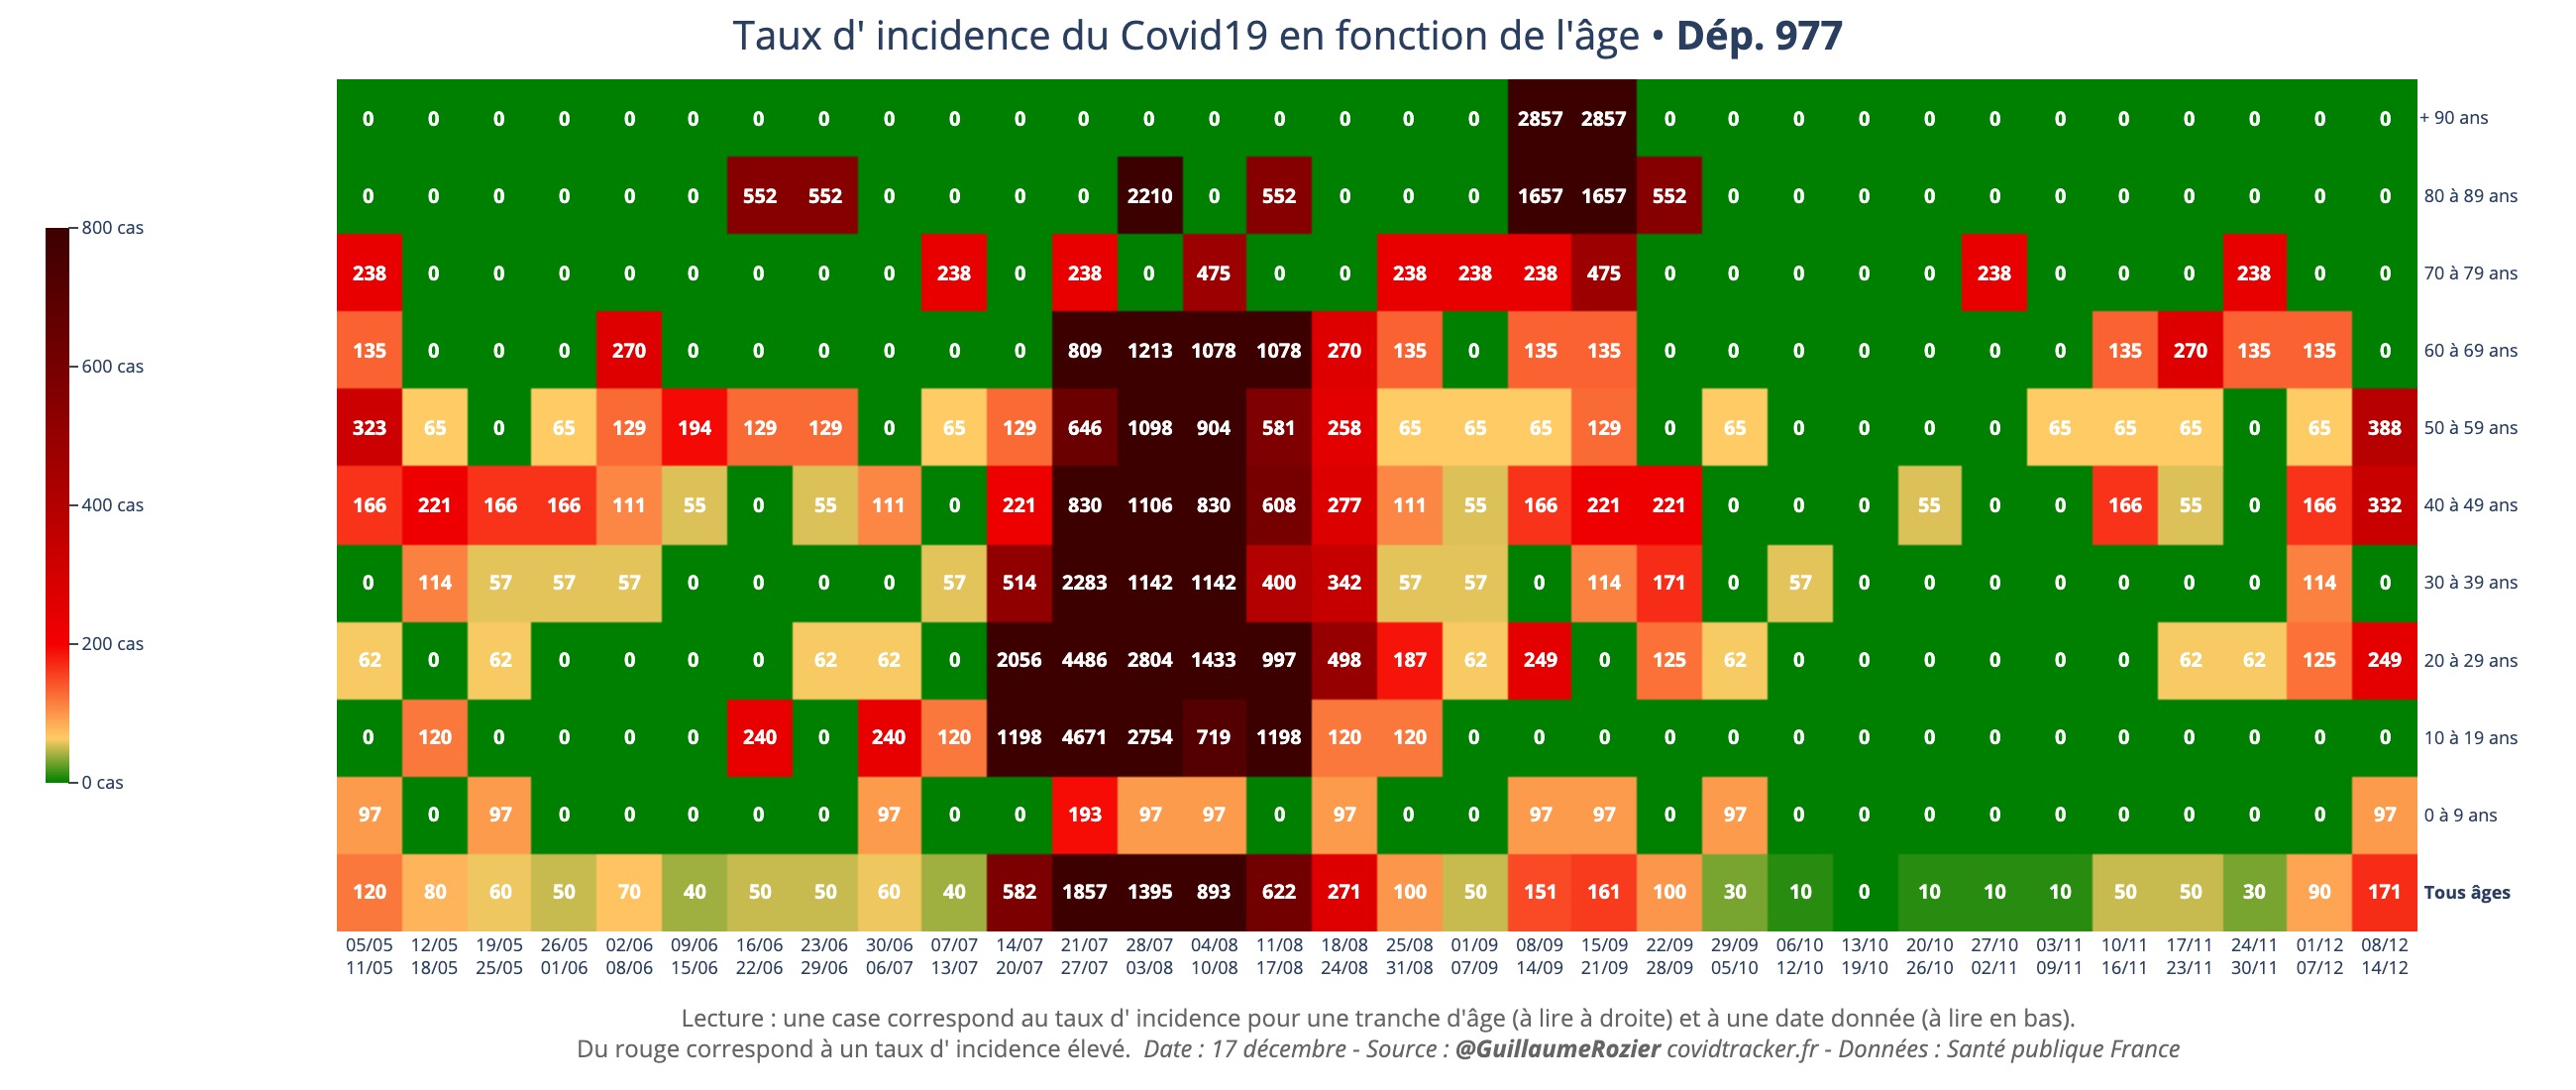 Taux d' incidence du Covid19 en fonction de l'âge • Dép. 977
0 0 0 0 0 0 0 0 0 0 0 0 0 0 0 0 0 0 2857 2857 0 0 0 0 0 0 0 0 0 0 0 0 + 90 ans
0 0 0 0 0 0 552 552 0 0 0 0 2210 0 552 0 0 0 1657 1657 552 0 0 0 0 0 0 0 0 0 0 0 80 à 89 ans
800 cas
238 0 0 0 0 0 0 0 0 238 0 238 0 475 0 0 238 238 238 475 0 0 0 0 0 238 0 0 0 238 0 0 70 à 79 ans
135 0 0 0 270 0 0 0 0 0 0 809 1213 1078 1078 270 135 0 135 135 0 0 0 0 0 0 0 135 270 135 135 0 60 à 69 ans
600 cas
323 65 0 65 129 194 129 129 0 65 129 646 1098 904 581 258 65 65 65 129 0 65 0 0 0 0 65 65 65 0 65 388 50 à 59 ans
400 cas
166 221 166 166 111 55 0 55 111 0 221 830 1106 830 608 277 111 55 166 221 221 0 0 0 55 0 0 166 55 0 166 332 40 à 49 ans
0 114 57 57 57 0 0 0 0 57 514 2283 1142 1142 400 342 57 57 0 114 171 0 57 0 0 0 0 0 0 0 114 0 30 à 39 ans
200 cas
62 0 62 0 0 0 0 62 62 0 2056 4486 2804 1433 997 498 187 62 249 0 125 62 0 0 0 0 0 0 62 62 125 249 20 à 29 ans
0 120 0 0 0 0 240 0 240 120 1198 4671 2754 719 1198 120 120 0 0 0 0 0 0 0 0 0 0 0 0 0 0 0 10 à 19 ans
0 cas
97 0 97 0 0 0 0 0 97 0 0 193 97 97 0 97 0 0 97 97 0 97 0 0 0 0 0 0 0 0 0 97 0 à 9 ans
120 80 60 50 70 40 50 50 60 40 582 1857 1395 893 622 271 100 50 151 161 100 30 10 0 10 10 10 50 50 30 90 171 Tous âges
05/05 12/05 19/05 26/05 02/06 09/06 16/06 23/06 30/06 07/07 14/07 21/07 28/07 04/08 11/08 18/08 25/08 01/09 08/09 15/09 22/09 29/09 06/10 13/10 20/10 27/10 03/11 10/11 17/11 24/11 01/12 08/12
11/05 18/05 25/05 01/06 08/06 15/06 22/06 29/06 06/07 13/07 20/07 27/07 03/08 10/08 17/08 24/08 31/08 07/09 14/09 21/09 28/09 05/10 12/10 19/10 26/10 02/11 09/11 16/11 23/11 30/11 07/12 14/12
Lecture : une case correspond au taux d' incidence pour une tranche d'âge (à lire à droite) et à une date donnée (à lire en bas).
Du rouge correspond à un taux d' incidence élevé. Date : 17 décembre - Source : @GuillaumeRozier covidtracker.fr - Données : Santé publique France